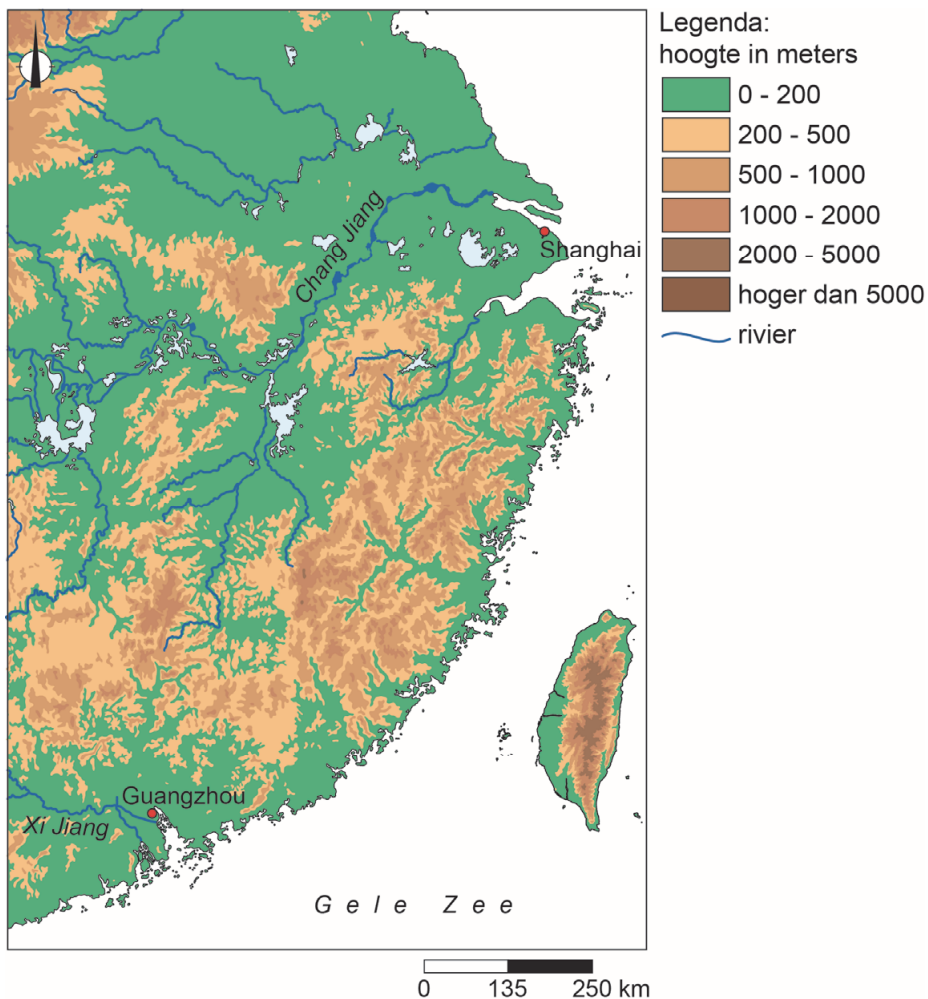 Legenda:
hoogte in meters
0 - 200
200 - 500
500 - 1000
1000 - 2000
2000 - 5000
hoger dan 5000
rivier
Chang Jiang
Shanghai
Guangzhou
Xi Jiang
Gele Zee
0 135 250 km